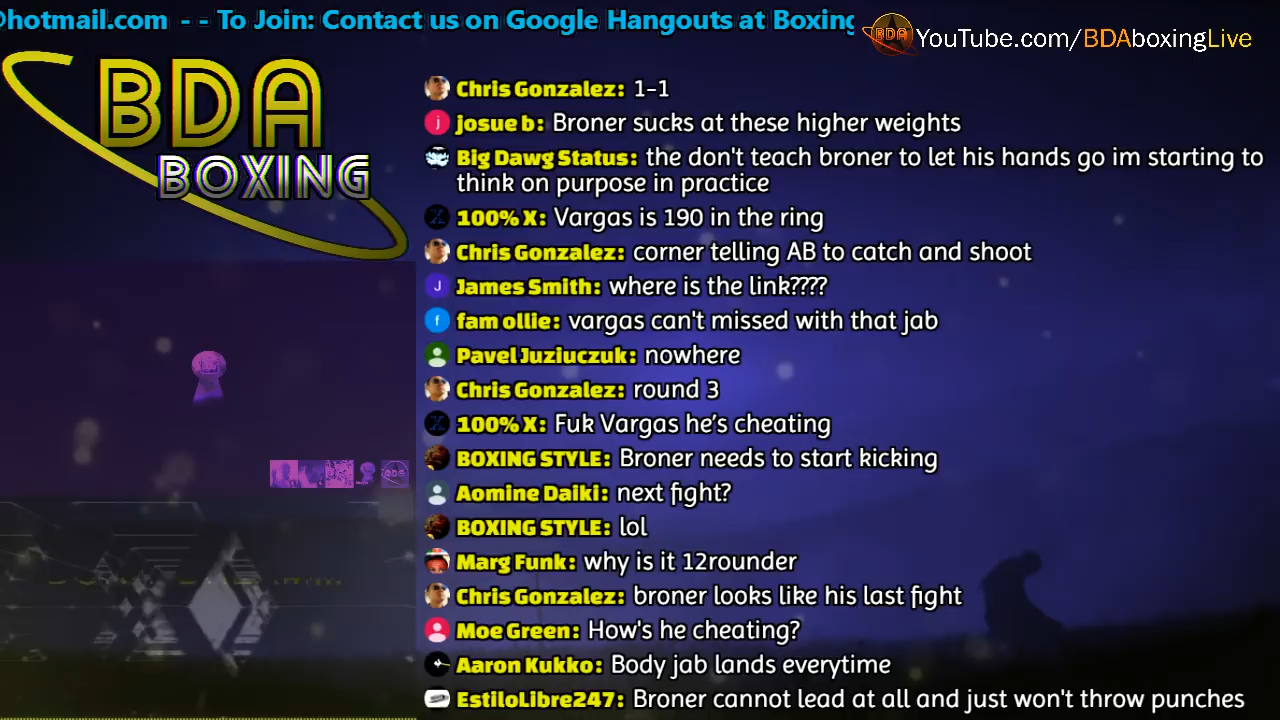 @hotmail.com - - To Join: Contact us on Google Hangouts at Boxing
BDA
YouTube.com/BDAboxingLive
BDA
BOXING
Chris Gonzalez: 1-1
josue b: Broner sucks at these higher weights
Big Dawg Status: the don't teach broner to let his hands go im starting to
think on purpose in practice
100% X: Vargas is 190 in the ring
Chris Gonzalez: corner telling AB to catch and shoot
J James Smith: where is the link????
f fam ollie: vargas can't missed with that jab
Pavel Juziuczuk: nowhere
Chris Gonzalez: round 3
100% X: Fuk Vargas he's cheating
BOXING STYLE: Broner needs to start kicking
Aomine Daiki: next fight?
BOXING STYLE: lol
Marg Funk: why is it 12rounder
Chris Gonzalez: broner looks like his last fight
Moe Green: How's he cheating?
Aaron Kukko: Body jab lands everytime
EstiloLibre247: Broner cannot lead at all and just won't throw punches